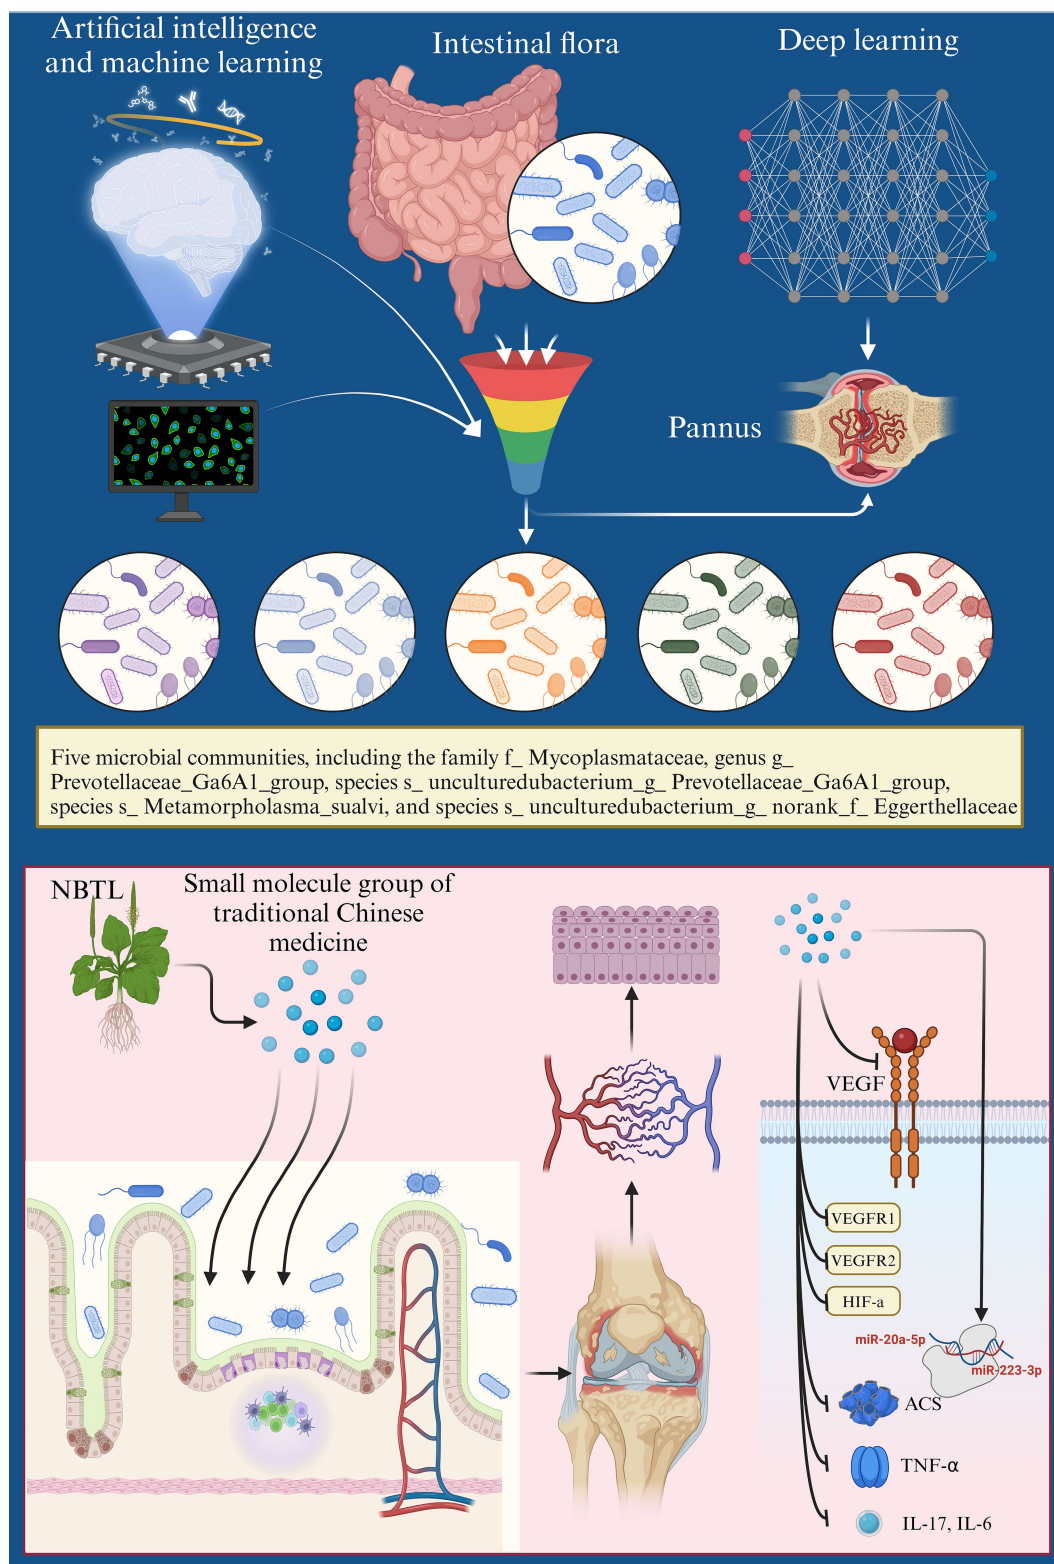 Artificial intelligence
and machine learning
Intestinal flora
Deep learning
Pannus
Five microbial communities, including the family f_ Mycoplasmataceae, genus g_
Prevotellaceae_Ga6A1_group, species s_ unculturedubacterium_g_ Prevotellaceae_Ga6A1_group,
species s_ Metamorpholasma_sualvi, and species s_ unculturedubacterium_g_ norank_f_ Eggerthellaceae
NBTL
Small molecule group of
traditional Chinese
medicine
VEGF
VEGFR1
VEGFR2
HIF-a
miR-20a-5p
miR-223-3p
ACS
TNF-α
IL-17, IL-6